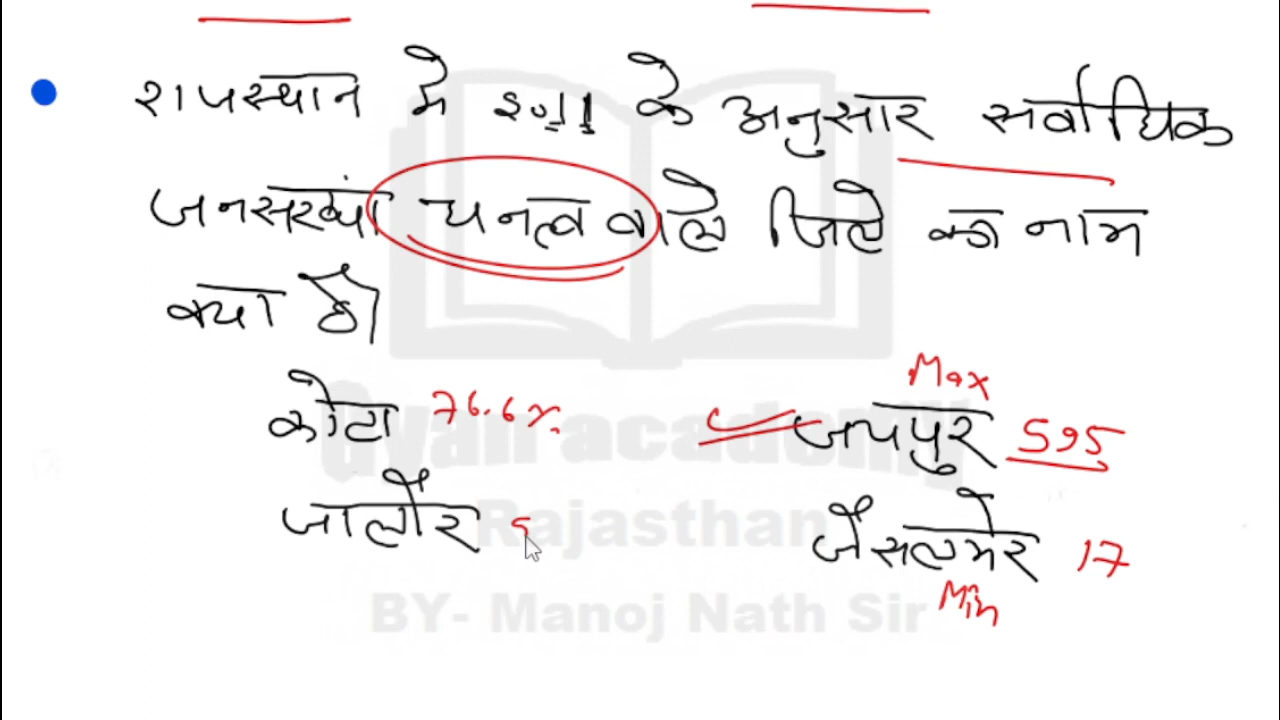 राजस्थान मे 2011 के अनुसार सर्वाधिक
जनसंख्या घनत्व वाले जिले का नाम
क्या है।
Max
कोटा 76.6% जयपुर 595
जालौर 5 जैसलमेर 17
Min
Gyan academy
Rajasthan
BY- Manoj Nath Sir